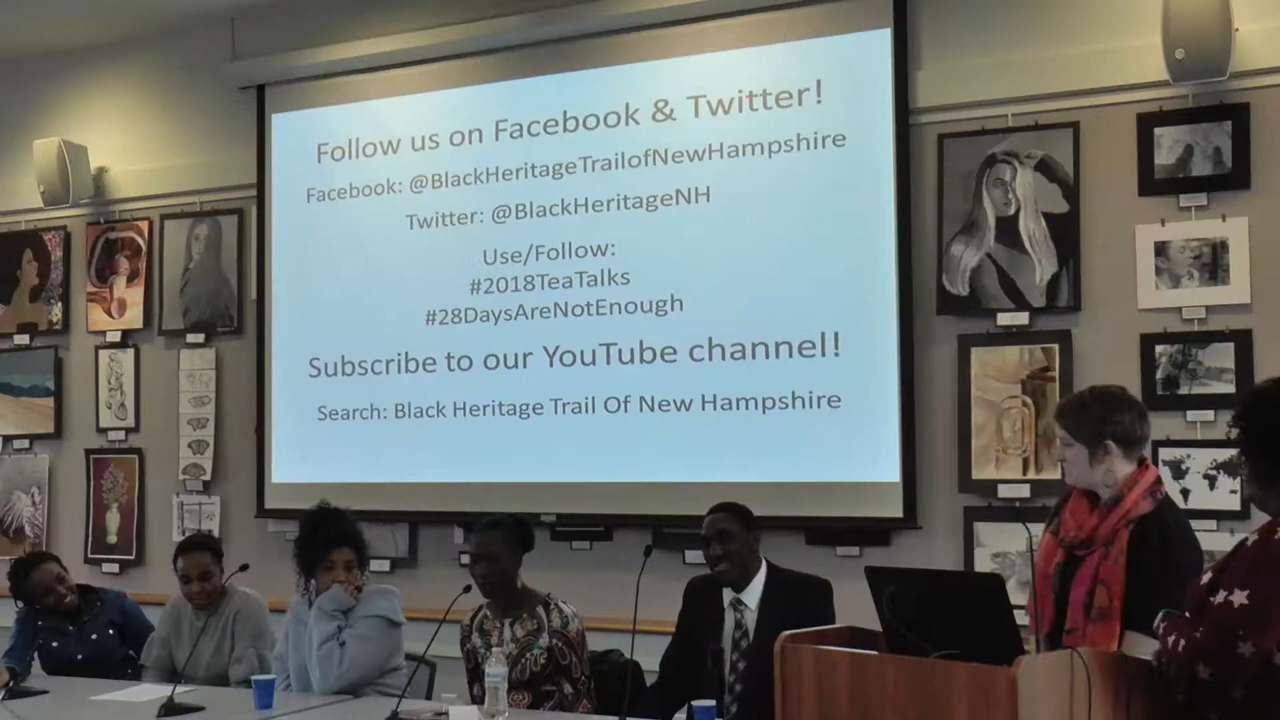 Follow us on Facebook & Twitter!
Facebook: @BlackHeritageTrailofNewHampshire
Twitter: @BlackHeritageNH
Use/Follow:
#2018TeaTalks
#28DaysAreNotEnough
Subscribe to our YouTube channel!
Search: Black Heritage Trail Of New Hampshire